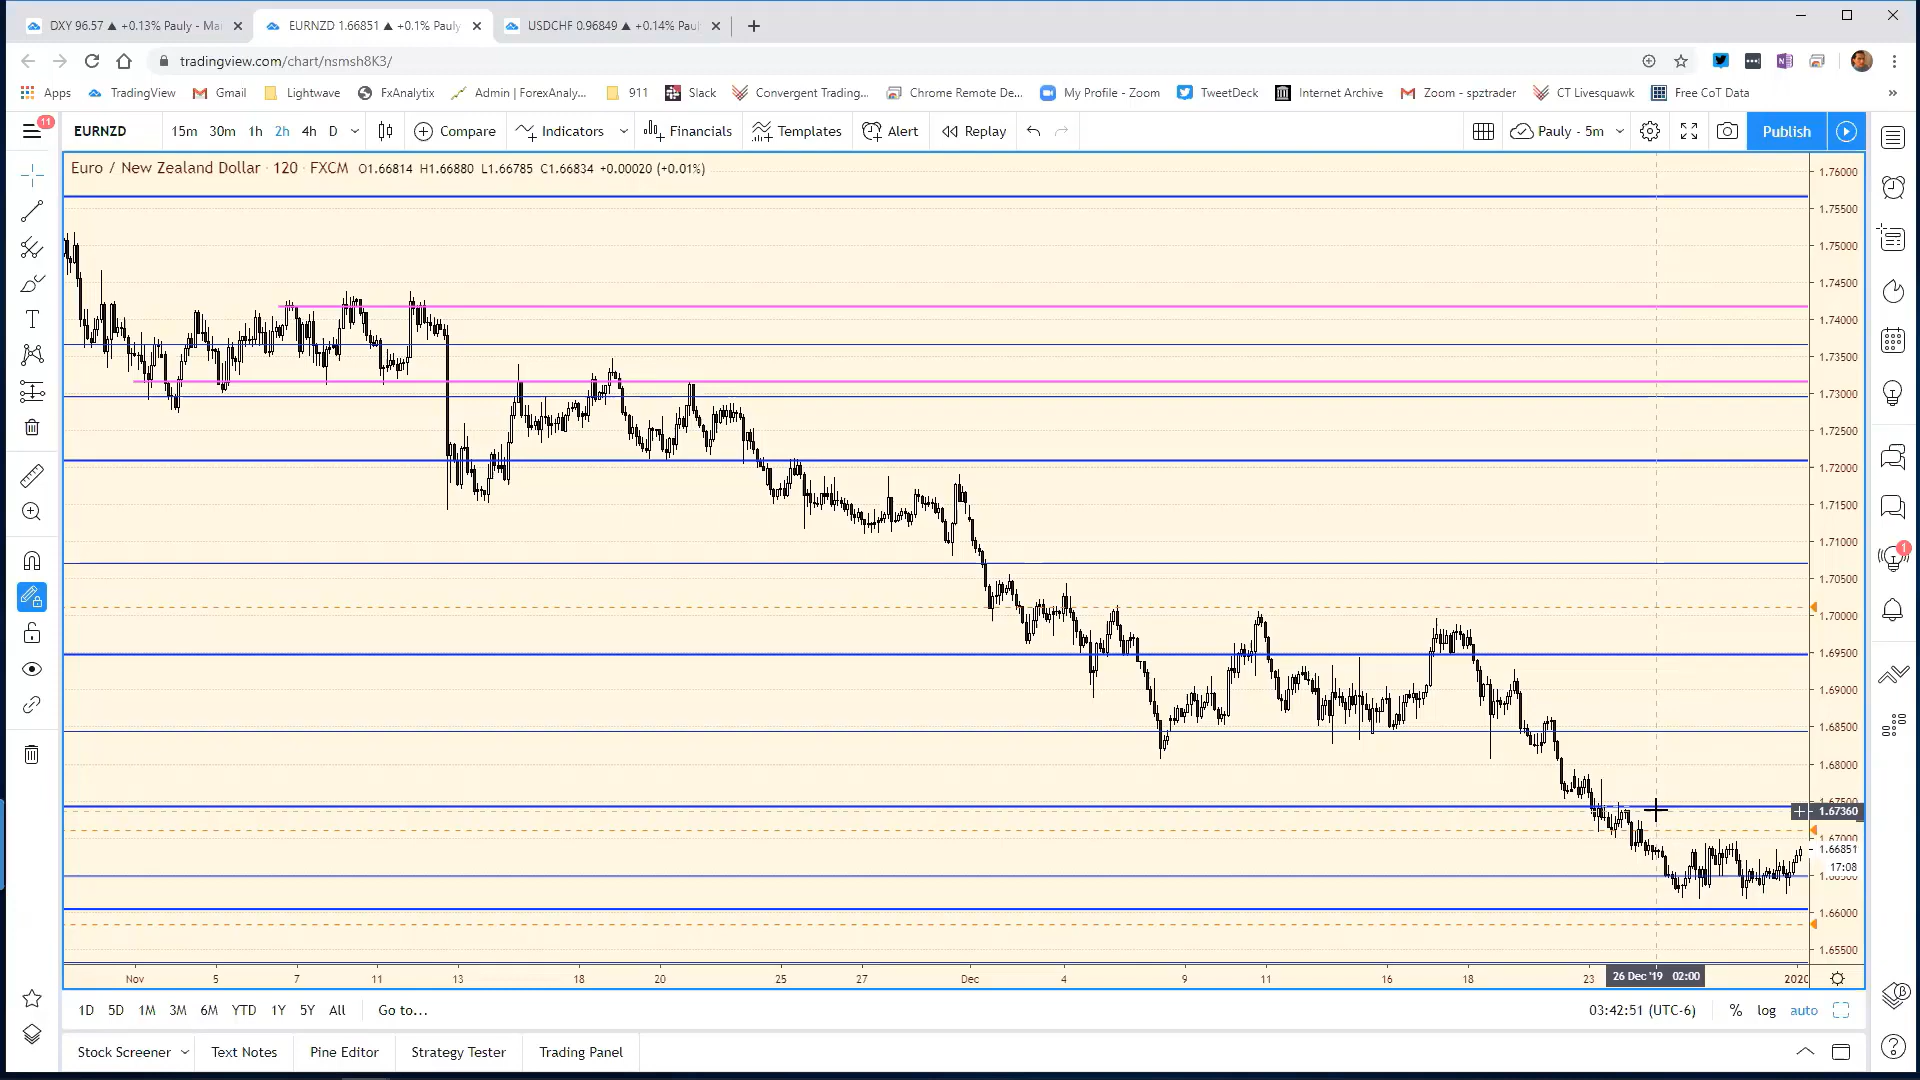 DXY 96.57 ▲ +0.13% Pauly - Mar
EURNZD 1.66851 ▲ +0.1% Pauly
USDCHF 0.96849 ▲ +0.14% Paul
tradingview.com/chart/nsmsh8K3/
Apps TradingView Gmail Lightwave FxAnalytix Admin | ForexAnaly... 911 Slack Convergent Trading... Chrome Remote De... My Profile - Zoom TweetDeck Internet Archive Zoom - spztrader CT Livesquawk Free CoT Data »
11
EURNZD 15m 30m 1h 2h 4h D Compare Indicators Financials Templates Alert Replay Pauly - 5m Publish
Euro / New Zealand Dollar · 120 · FXCM O1.66814 H1.66880 L1.66785 C1.66834 +0.00020 (+0.01%)
1.76000
1.75500
1.75000
1.74500
1.74000
1.73500
1.73000
1.72500
1.72000
1.71500
1.71000
1.70500
1.70000
1.69500
1.69000
1.68500
1.68000
1.67360
1.67000
1.66851
17:08
1.66000
1.65500
1
Nov 5 7 11 13 18 20 25 27 Dec 4 9 11 16 18 23 26 Dec '19 02:00 2020
1D 5D 1M 3M 6M YTD 1Y 5Y All Go to... 03:42:51 (UTC-6) % log auto
Stock Screener Text Notes Pine Editor Strategy Tester Trading Panel